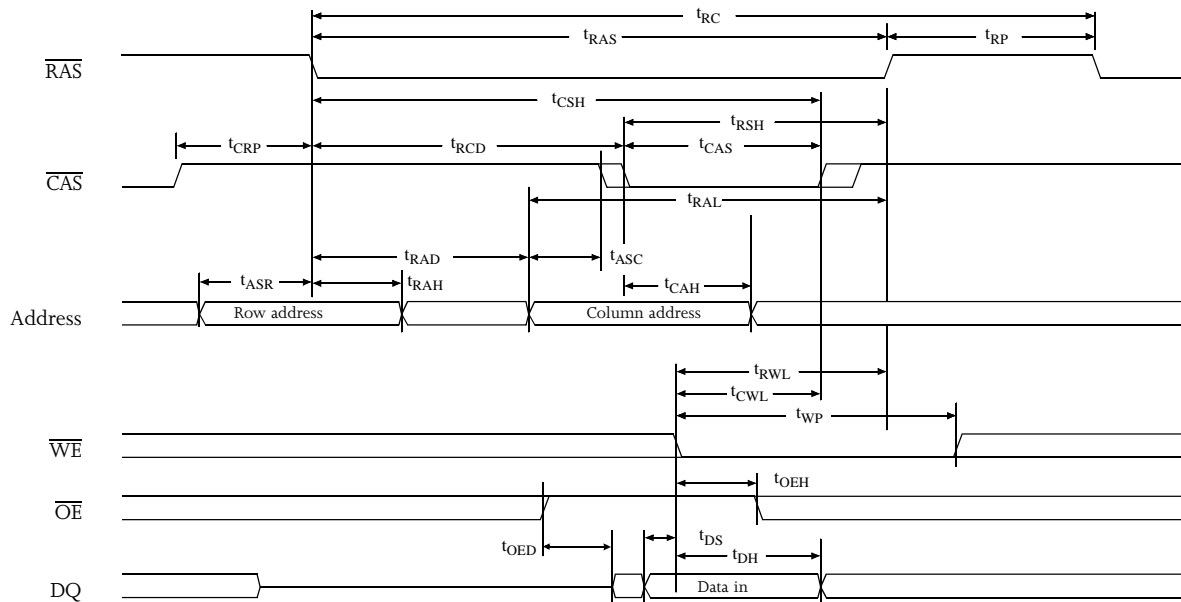 tRC
tRAS
tRP
RAS
tCSH
tRSH
tCRP
tRCD
tCAS
CAS
tRAL
tRAD
tASC
tASR
tRAH
tCAH
Address
Row address
Column address
tRWL
tCWL
tWP
WE
tOEH
OE
tDS
tOED
tDH
DQ
Data in